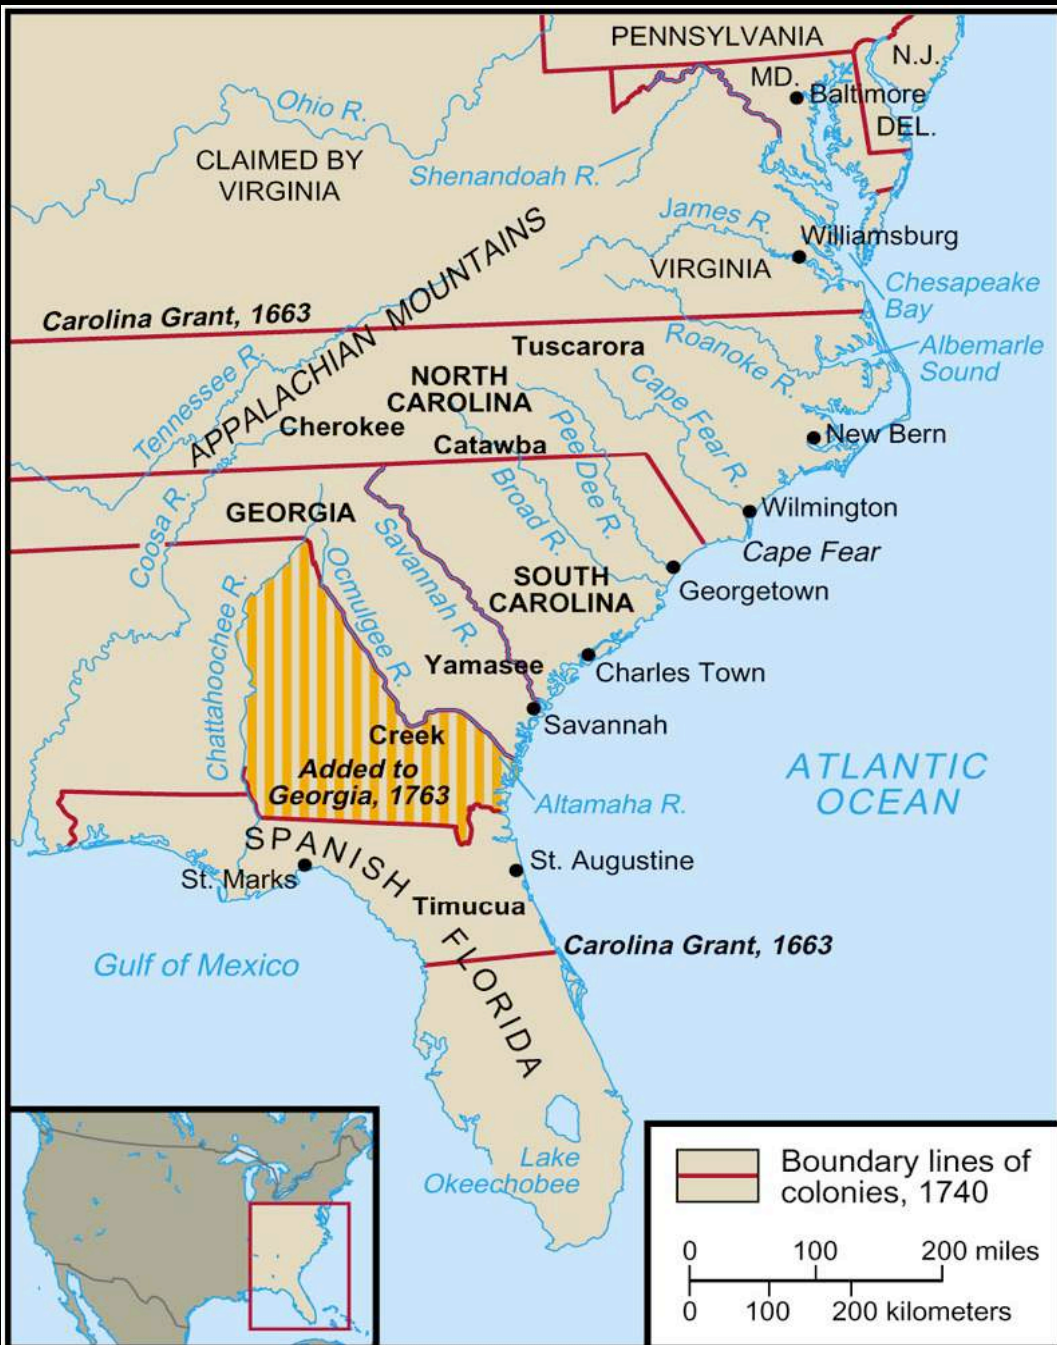 PENNSYLVANIA
N.J.
MD.
Baltimore
DEL.
Ohio R.
CLAIMED BY
VIRGINIA
Shenandoah R.
James R.
Williamsburg
VIRGINIA
Chesapeake
Bay
APPALACHIAN MOUNTAINS
Carolina Grant, 1663
Tuscarora
Roanoke R.
Albemarle
Sound
Tennessee R.
NORTH
CAROLINA
Cape Fear R.
Cherokee
Catawba
Pee Dee R.
New Bern
Broad R.
Coosa R.
GEORGIA
Savannah R.
Wilmington
Cape Fear
Ocmulgee R.
SOUTH
CAROLINA
Georgetown
Chattahoochee R.
Yamasee
Charles Town
Savannah
Creek
Added to
Georgia, 1763
Altamaha R.
ATLANTIC
OCEAN
SPANISH
FLORIDA
St. Augustine
St. Marks
Timucua
Carolina Grant, 1663
Gulf of Mexico
Lake
Okeechobee
Boundary lines of
colonies, 1740
0 100 200 miles
0 100 200 kilometers